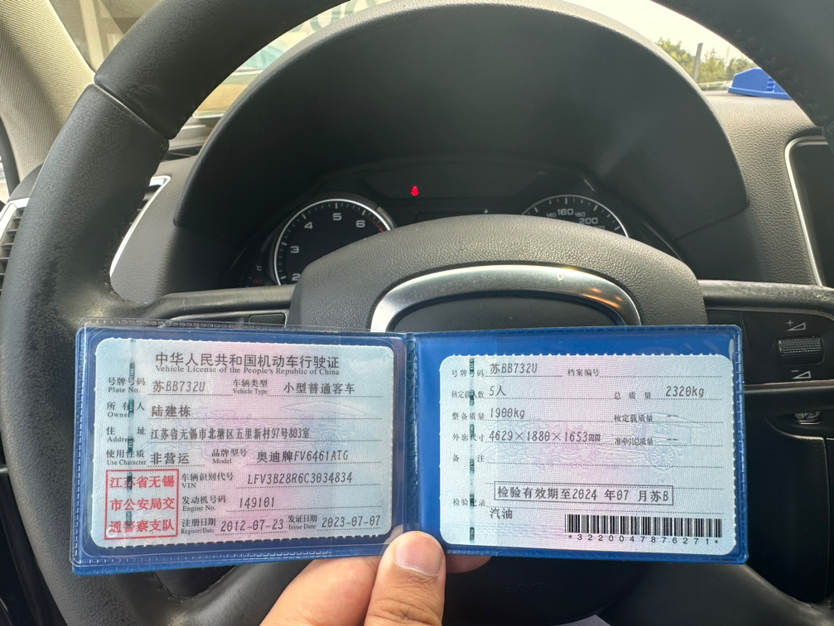 中华人民共和国机动车行驶证
Vehicle License of the People's Republic of China
号牌号码 苏BB732U 车辆类型 小型普通客车
Plate No. Vehicle Type
所有人 陆建栋
Owner
住址 江苏省无锡市北塘区五里新村97号803室
Address
使用性质 非营运 品牌型号 奥迪牌FV6461ATG
Use Character Model
江苏省无锡
市公安局交
通警察支队
车辆识别代号 LFV3B28R6C3034834
VIN
发动机号码 149101
Engine No.
注册日期 2012-07-23 发证日期 2023-07-07
Register Date Issue Date
号牌号码 苏BB732U 档案编号
核定载人数 5人 总质量 2320kg
整备质量 1900kg 核定载质量 --
外廓尺寸 4629×1880×1653mm 准牵引总质量 --
备注
检验记录 检验有效期至2024年07月苏B
汽油
*3220047876271*
3 4 5 6
160 180 200